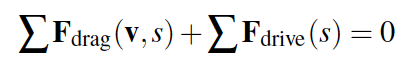 ∑F_drag(v, s) + ∑F_drive(s) = 0